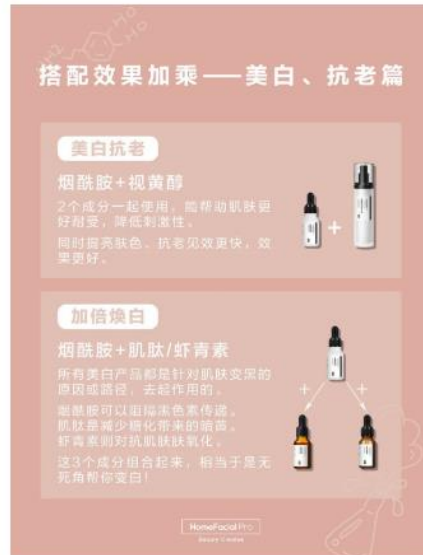 搭配效果加乘——美白、抗老篇
美白抗老
烟酰胺+视黄醇
2个成分一起使用，能帮助肌肤更
好耐受，降低刺激性。
同时提亮肤色、抗老见效更快，效
果更好。
加倍焕白
烟酰胺+肌肽/虾青素
所有美白产品都是针对肌肤变黑的
原因或路径，去起作用的。
烟酰胺可以阻隔黑色素传递。
肌肽是减少糖化带来的暗黄。
虾青素则对抗肌肤肤氧化。
这3个成分组合起来，相当于是无
死角帮你变白！
HomeFacialPro